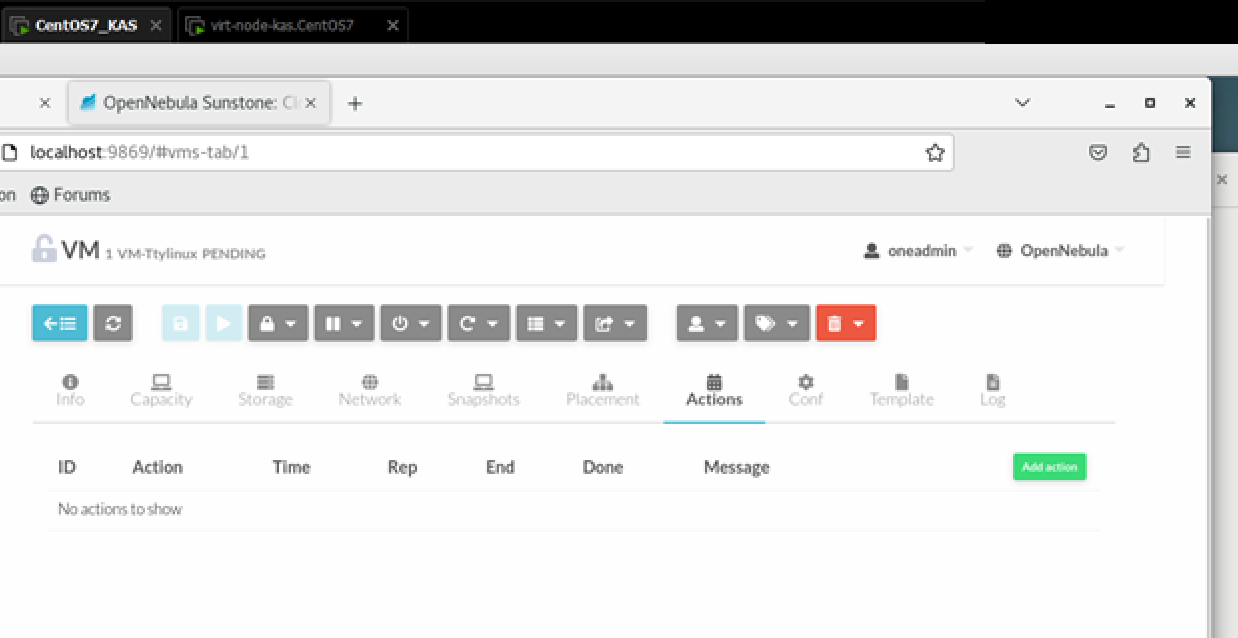 CentOS7_KAS
virt-node-kas.CentOS7
OpenNebula Sunstone: Cl
localhost:9869/#vms-tab/1
on Forums
VM 1 VM-Ttylinux PENDING
oneadmin OpenNebula
Info Capacity Storage Network Snapshots Placement Actions Conf Template Log
ID Action Time Rep End Done Message Add action
No actions to show